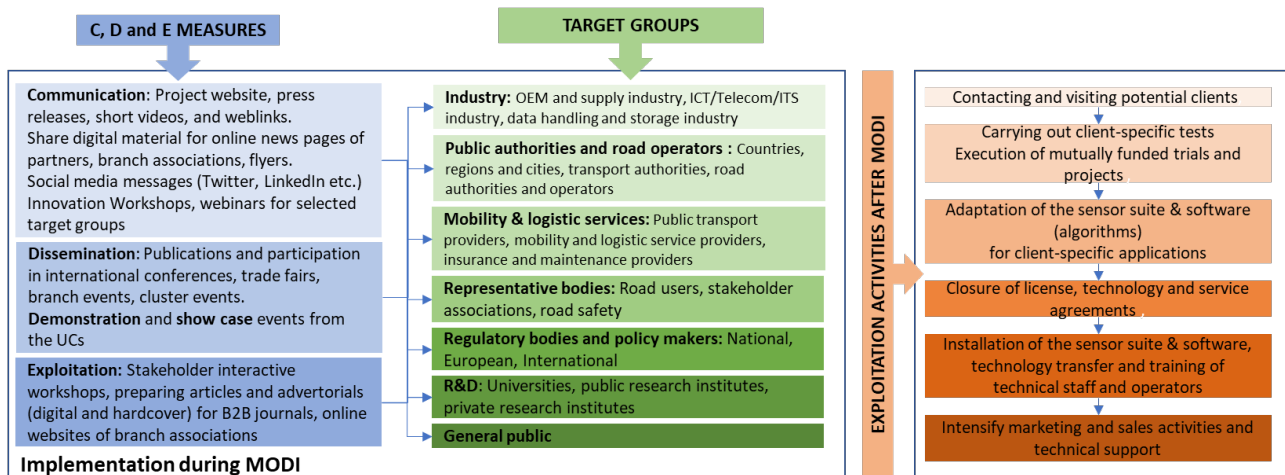 C, D and E MEASURES
TARGET GROUPS
Communication: Project website, press
releases, short videos, and weblinks.
Share digital material for online news pages of
partners, branch associations, flyers.
Social media messages (Twitter, LinkedIn etc.)
Innovation Workshops, webinars for selected
target groups
Dissemination: Publications and participation
in international conferences, trade fairs,
branch events, cluster events.
Demonstration and show case events from
the UCs
Exploitation: Stakeholder interactive
workshops, preparing articles and advertorials
(digital and hardcover) for B2B journals, online
websites of branch associations
Implementation during MODI
Industry: OEM and supply industry, ICT/Telecom/ITS
industry, data handling and storage industry
Public authorities and road operators : Countries,
regions and cities, transport authorities, road
authorities and operators
Mobility & logistic services: Public transport
providers, mobility and logistic service providers,
insurance and maintenance providers
Representative bodies: Road users, stakeholder
associations, road safety
Regulatory bodies and policy makers: National,
European, International
R&D: Universities, public research institutes,
private research institutes
General public
EXPLOITATION ACTIVITIES AFTER MODI
Contacting and visiting potential clients
Carrying out client-specific tests
Execution of mutually funded trials and
projects ,
Adaptation of the sensor suite & software
(algorithms)
for client-specific applications
Closure of license, technology and service
agreements ,
Installation of the sensor suite & software,
technology transfer and training of
technical staff and operators
Intensify marketing and sales activities and
technical support